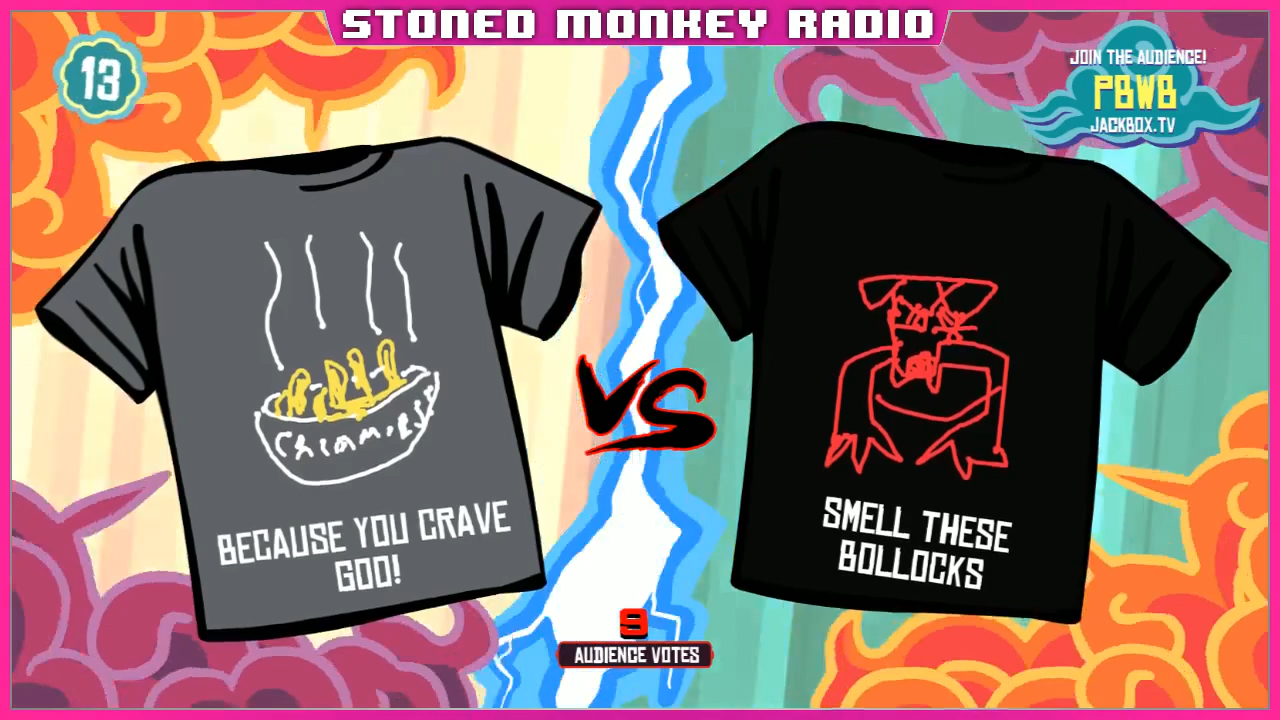 STONED MONKEY RADIO
13
JOIN THE AUDIENCE!
PBWB
JACKBOX.TV
BECAUSE YOU CRAVE
GOO!
VS
SMELL THESE
BOLLOCKS
9
AUDIENCE VOTES